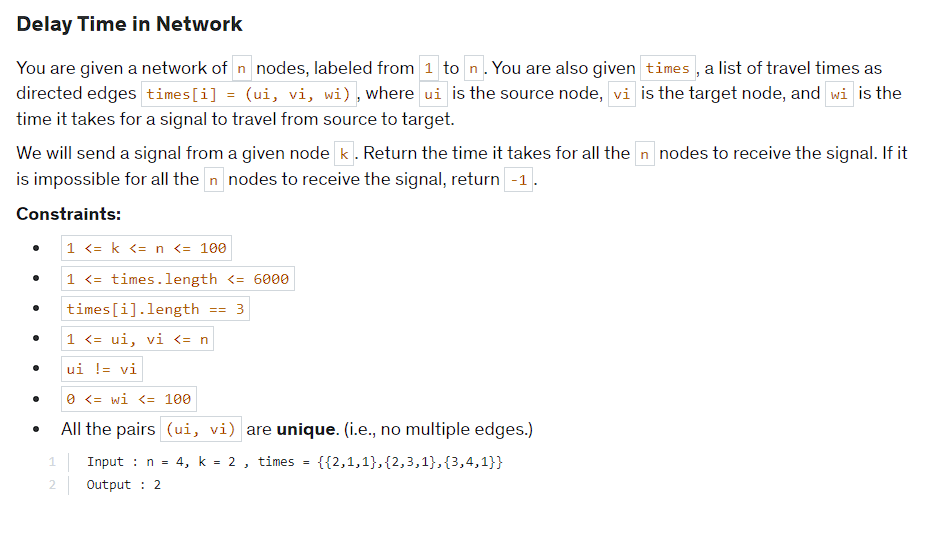 Delay Time in Network
You are given a network of n nodes, labeled from 1 to n. You are also given times, a list of travel times as
directed edges times[i] = (ui, vi, wi), where ui is the source node, vi is the target node, and wi is the
time it takes for a signal to travel from source to target.
We will send a signal from a given node k. Return the time it takes for all the n nodes to receive the signal. If it
is impossible for all the n nodes to receive the signal, return -1.
Constraints:
• 1 <= k <= n <= 100
• 1 <= times.length <= 6000
• times[i].length == 3
• 1 <= ui, vi <= n
• ui != vi
• 0 <= wi <= 100
• All the pairs (ui, vi) are unique. (i.e., no multiple edges.)
1 Input : n = 4, k = 2 , times = {{2,1,1},{2,3,1},{3,4,1}}
2 Output : 2